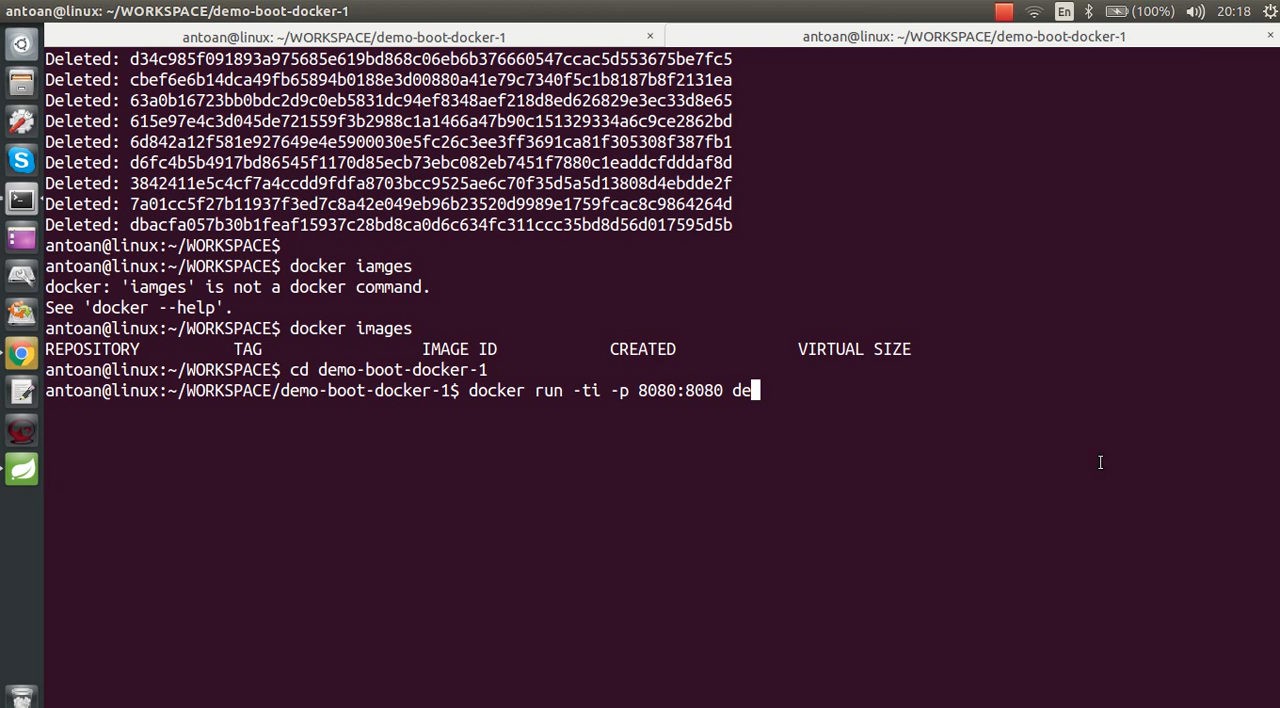 antoan@linux: ~/WORKSPACE/demo-boot-docker-1
En
(100%)
20:18
antoan@linux: ~/WORKSPACE/demo-boot-docker-1 ×
antoan@linux: ~/WORKSPACE/demo-boot-docker-1 ×
Deleted: d34c985f091893a975685e619bd868c06eb6b376660547ccac5d553675be7fc5
Deleted: cbef6e6b14dca49fb65894b0188e3d00880a41e79c7340f5c1b8187b8f2131ea
Deleted: 63a0b16723bb0bdc2d9c0eb5831dc94ef8348aef218d8ed626829e3ec33d8e65
Deleted: 615e97e4c3d045de721559f3b2988c1a1466a47b90c151329334a6c9ce2862bd
Deleted: 6d842a12f581e927649e4e5900030e5fc26c3ee3ff3691ca81f305308f387fb1
Deleted: d6fc4b5b4917bd86545f1170d85ecb73ebc082eb7451f7880c1eaddcfdddaf8d
Deleted: 3842411e5c4cf7a4ccdd9fdfa8703bcc9525ae6c70f35d5a5d13808d4ebdde2f
Deleted: 7a01cc5f27b11937f3ed7c8a42e049eb96b23520d9989e1759fcac8c9864264d
Deleted: dbacfa057b30b1feaf15937c28bd8ca0d6c634fc311ccc35bd8d56d017595d5b
antoan@linux:~/WORKSPACE$
antoan@linux:~/WORKSPACE$ docker iamges
docker: 'iamges' is not a docker command.
See 'docker --help'.
antoan@linux:~/WORKSPACE$ docker images
REPOSITORY TAG IMAGE ID CREATED VIRTUAL SIZE
antoan@linux:~/WORKSPACE$ cd demo-boot-docker-1
antoan@linux:~/WORKSPACE/demo-boot-docker-1$ docker run -ti -p 8080:8080 de